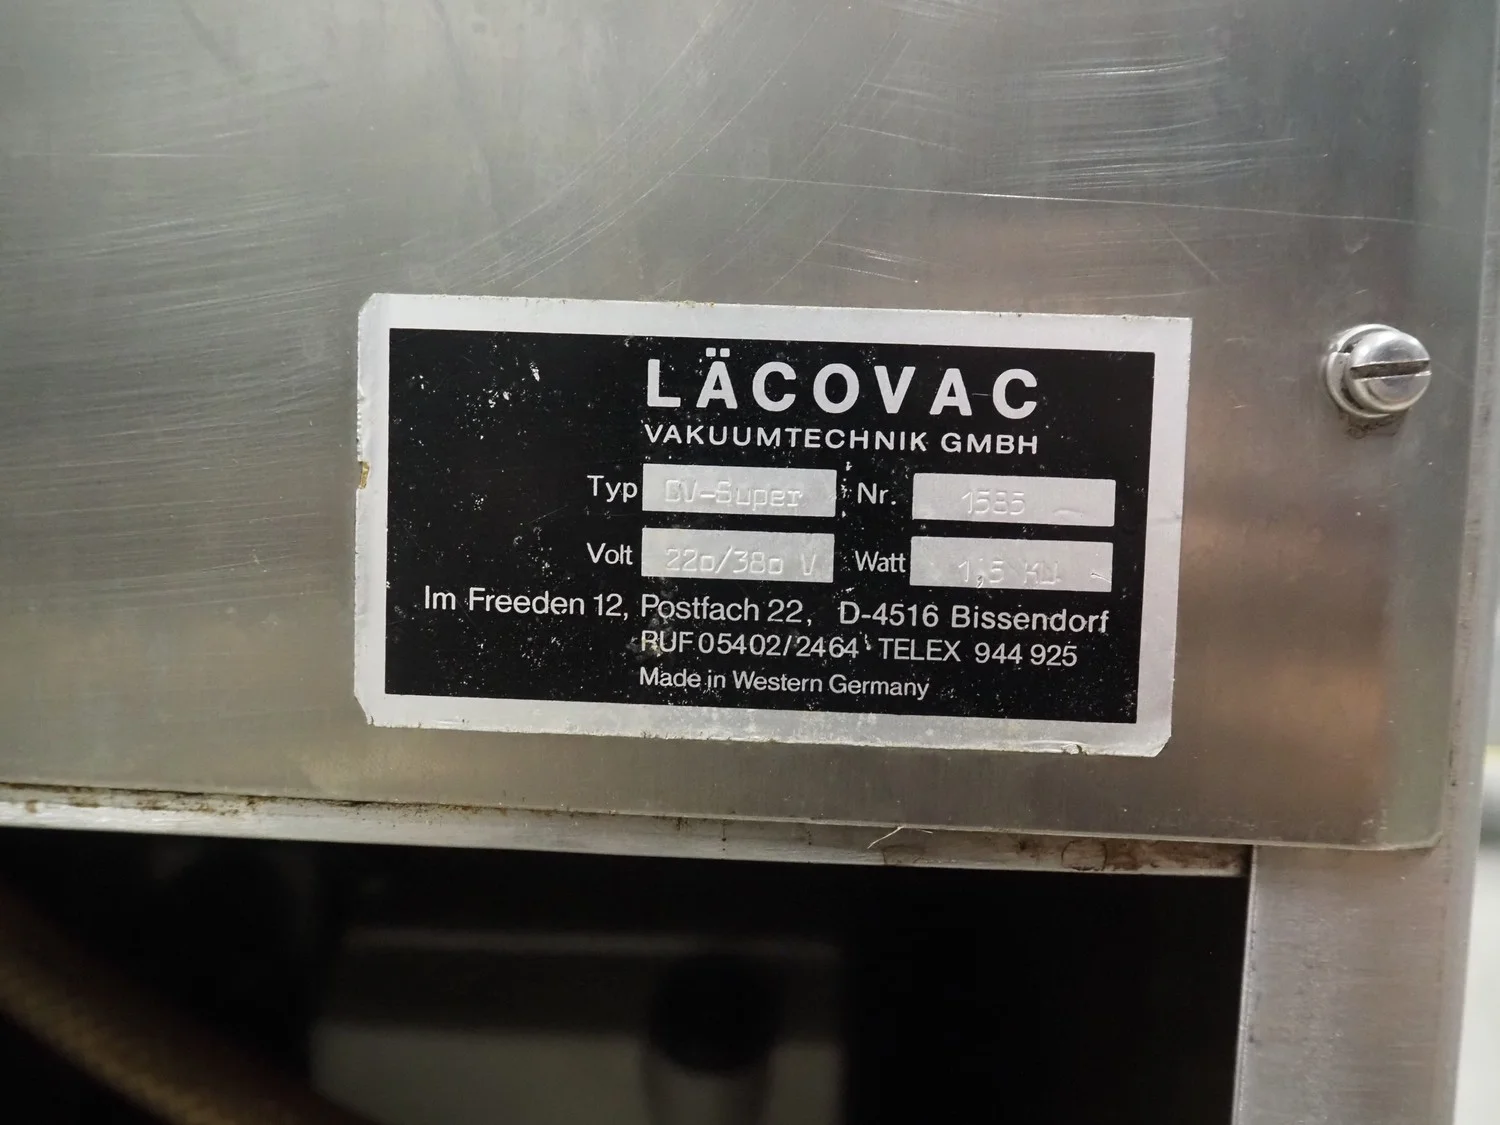 LÄCOVAC
VAKUUMTECHNIK GMBH
Typ GV-Super Nr. 1585
Volt 220/380 V Watt 1,5 KW
Im Freeden 12, Postfach 22, D-4516 Bissendorf
RUF 05402/2464 · TELEX 944 925
Made in Western Germany